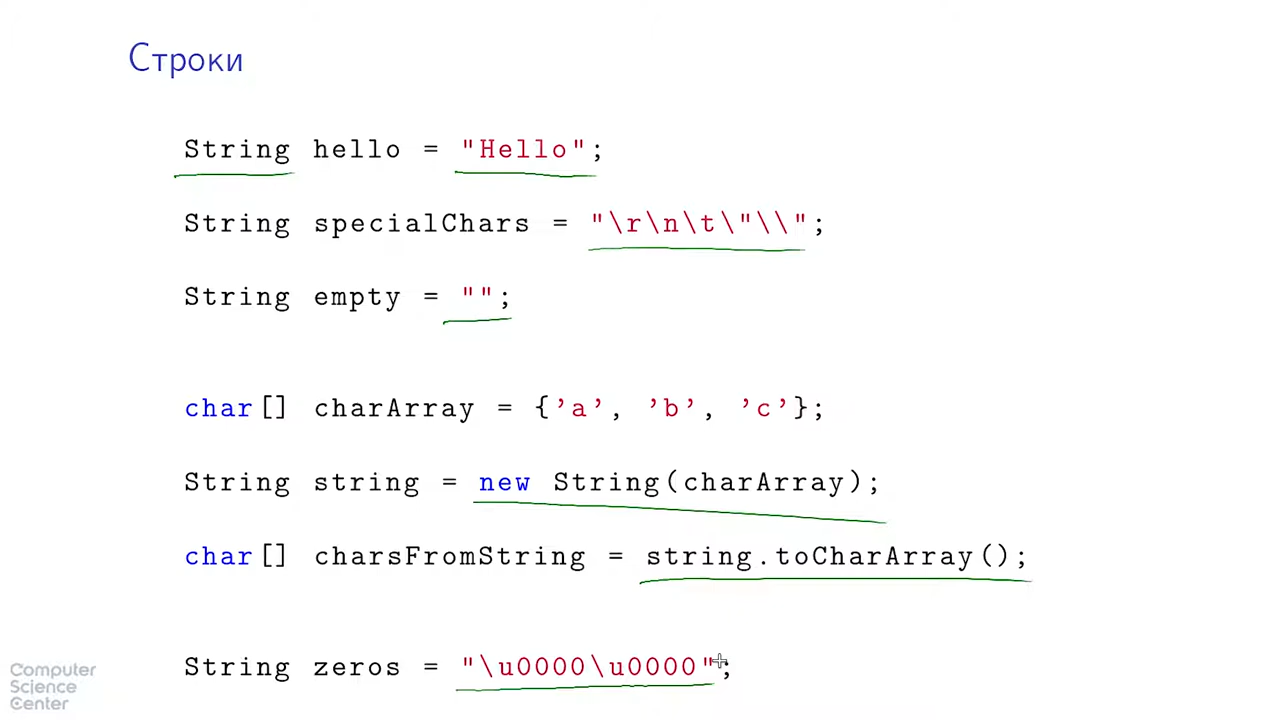 Строки
String hello = "Hello";
String specialChars = "\r\n\t\"\\";
String empty = "";
char[] charArray = {'a', 'b', 'c'};
String string = new String(charArray);
char[] charsFromString = string.toCharArray();
String zeros = "\u0000\u0000";
Computer
Science
Center